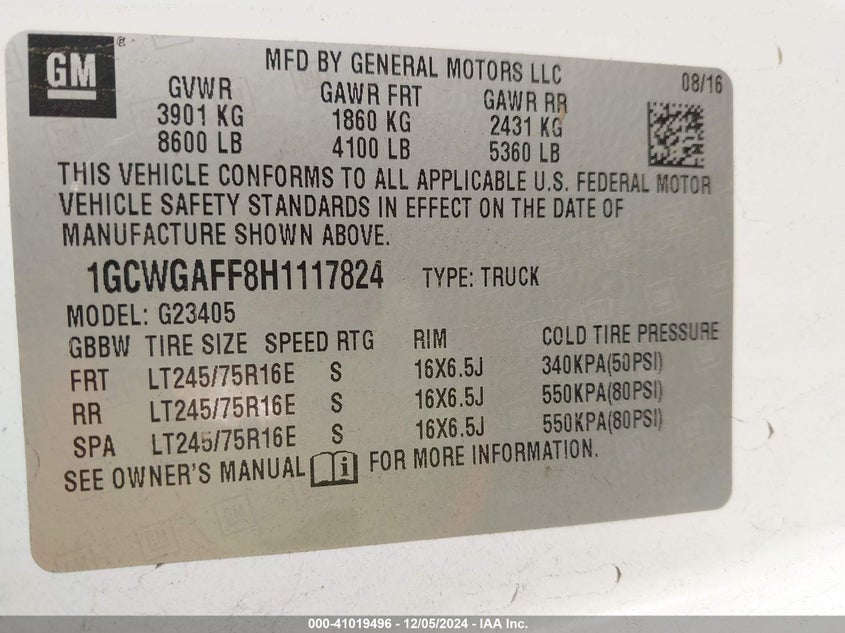 GM
MFD BY GENERAL MOTORS LLC 08/16
GVWR GAWR FRT GAWR RR
3901 KG 1860 KG 2431 KG
8600 LB 4100 LB 5360 LB
THIS VEHICLE CONFORMS TO ALL APPLICABLE U.S. FEDERAL MOTOR
VEHICLE SAFETY STANDARDS IN EFFECT ON THE DATE OF
MANUFACTURE SHOWN ABOVE.
1GCWGAFF8H1117824 TYPE: TRUCK
MODEL: G23405
GBBW TIRE SIZE SPEED RTG RIM COLD TIRE PRESSURE
FRT LT245/75R16E S 16X6.5J 340KPA(50PSI)
RR LT245/75R16E S 16X6.5J 550KPA(80PSI)
SPA LT245/75R16E S 16X6.5J 550KPA(80PSI)
SEE OWNER'S MANUAL i FOR MORE INFORMATION.
000-41019496 - 12/05/2024 - IAA Inc.